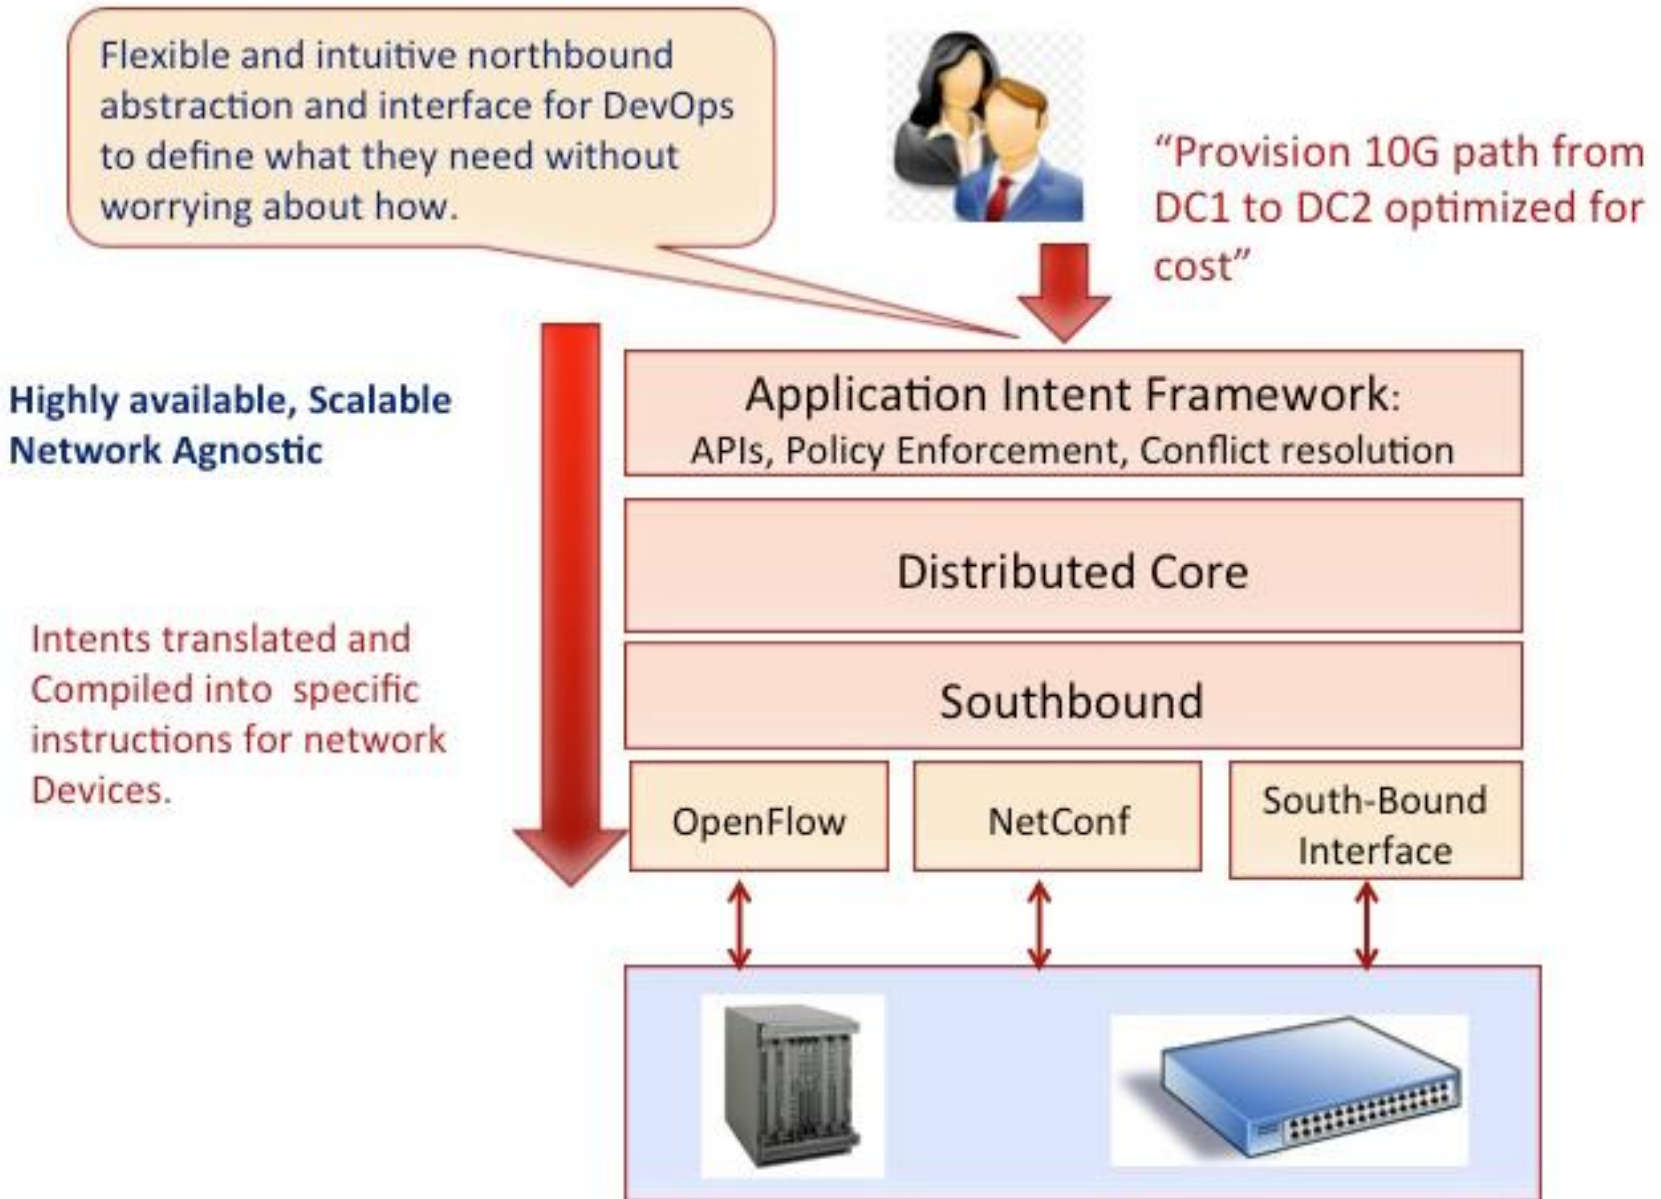 Flexible and intuitive northbound
abstraction and interface for DevOps
to define what they need without
worrying about how.
“Provision 10G path from
DC1 to DC2 optimized for
cost”
Highly available, Scalable
Network Agnostic
Application Intent Framework:
APIs, Policy Enforcement, Conflict resolution
Distributed Core
Intents translated and
Compiled into specific
instructions for network
Devices.
Southbound
OpenFlow
NetConf
South-Bound
Interface